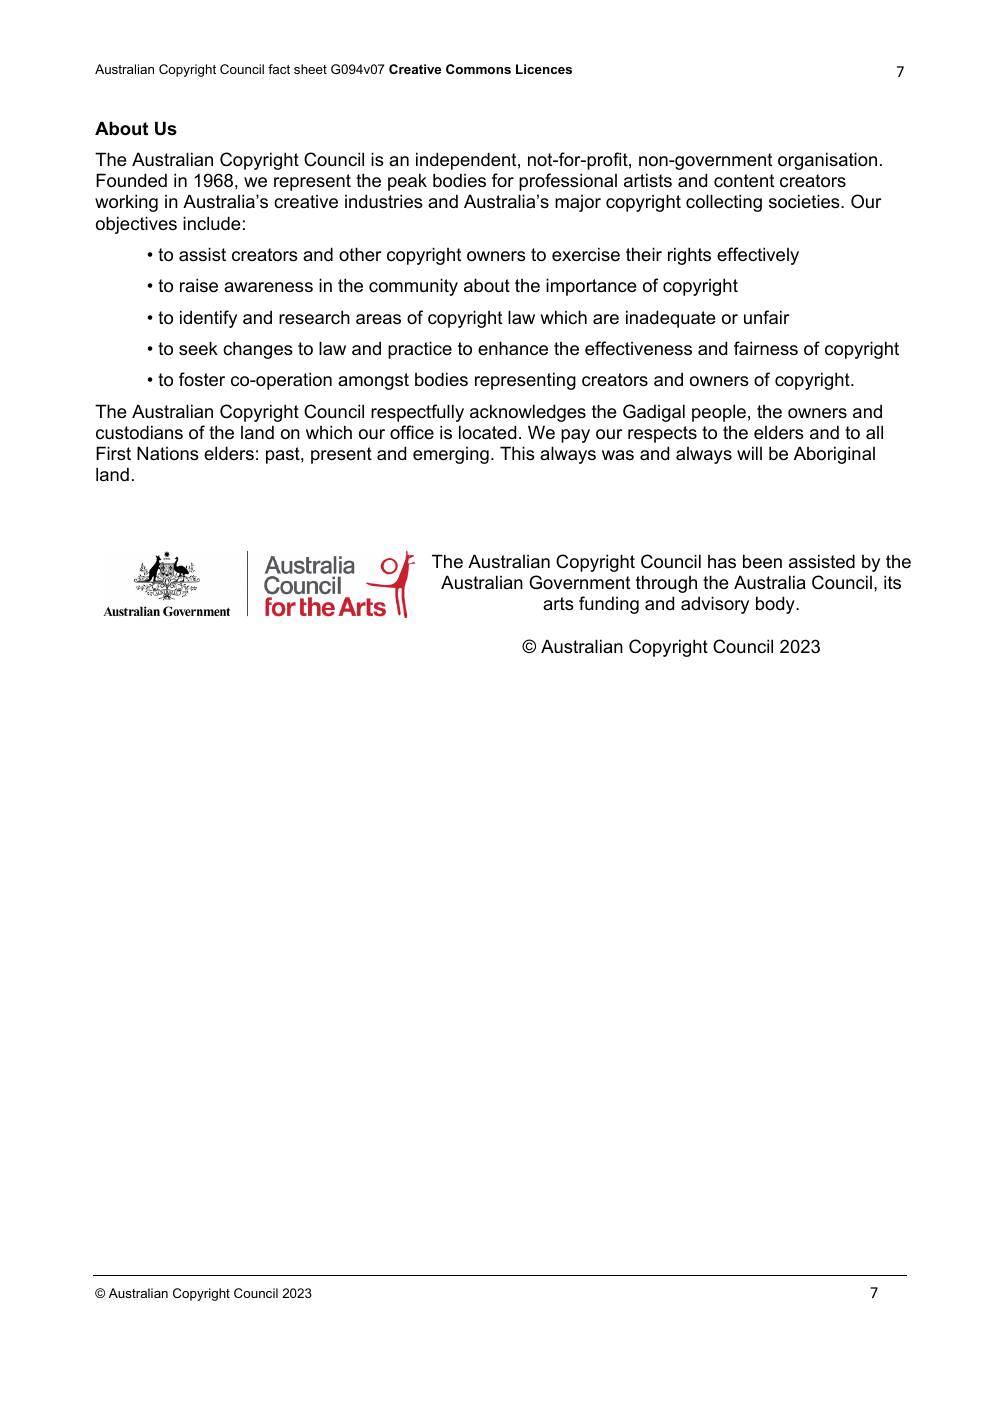 Australian Copyright Council fact sheet G094v07 Creative Commons Licences 7
About Us
The Australian Copyright Council is an independent, not-for-profit, non-government organisation.
Founded in 1968, we represent the peak bodies for professional artists and content creators
working in Australia’s creative industries and Australia’s major copyright collecting societies. Our
objectives include:
• to assist creators and other copyright owners to exercise their rights effectively
• to raise awareness in the community about the importance of copyright
• to identify and research areas of copyright law which are inadequate or unfair
• to seek changes to law and practice to enhance the effectiveness and fairness of copyright
• to foster co-operation amongst bodies representing creators and owners of copyright.
The Australian Copyright Council respectfully acknowledges the Gadigal people, the owners and
custodians of the land on which our office is located. We pay our respects to the elders and to all
First Nations elders: past, present and emerging. This always was and always will be Aboriginal
land.
Australian Government
Australia
Council
for the Arts
The Australian Copyright Council has been assisted by the
Australian Government through the Australia Council, its
arts funding and advisory body.
© Australian Copyright Council 2023
© Australian Copyright Council 2023 7